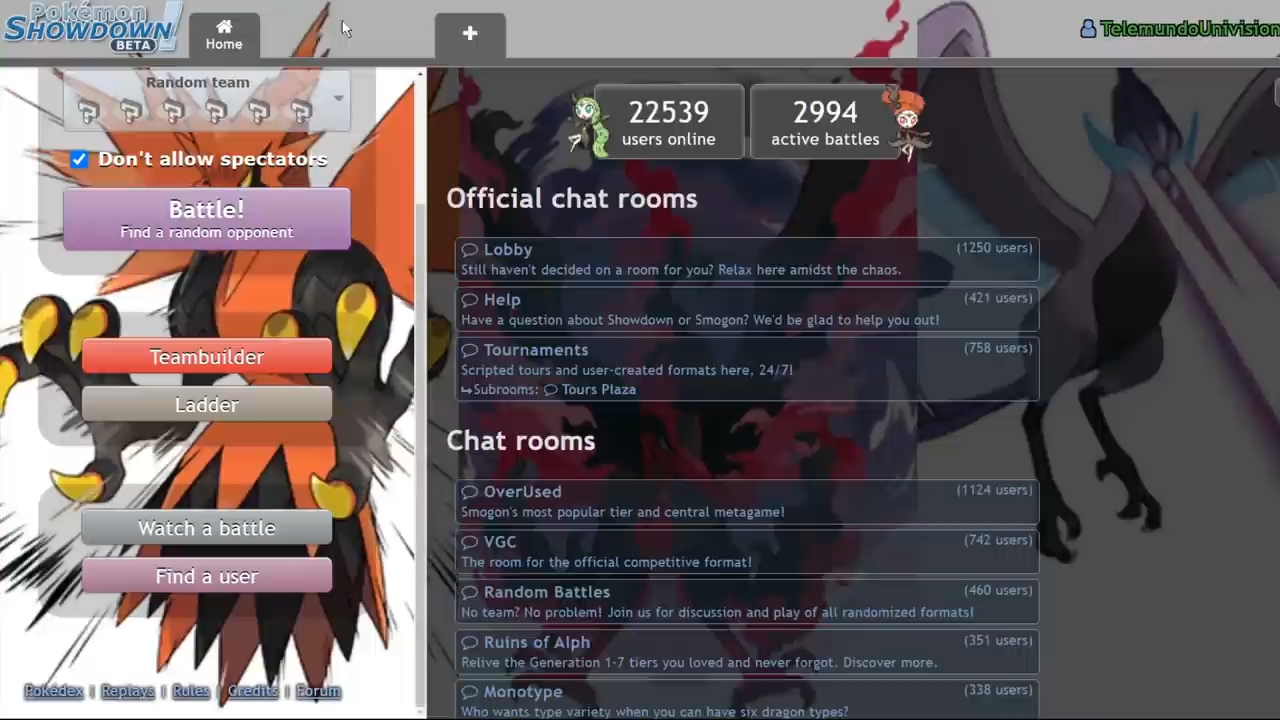 Pokémon
SHOWDOWN!
BETA
Home
TelemundoUnivision
Random team
Don't allow spectators
Battle!
Find a random opponent
Teambuilder
Ladder
Watch a battle
Find a user
Pokédex | Replays | Rules | Credits | Forum
22539
users online
2994
active battles
Official chat rooms
Lobby (1250 users)
Still haven't decided on a room for you? Relax here amidst the chaos.
Help (421 users)
Have a question about Showdown or Smogon? We'd be glad to help you out!
Tournaments (758 users)
Scripted tours and user-created formats here, 24/7!
↳Subrooms: Tours Plaza
Chat rooms
OverUsed (1124 users)
Smogon's most popular tier and central metagame!
VGC (742 users)
The room for the official competitive format!
Random Battles (460 users)
No team? No problem! Join us for discussion and play of all randomized formats!
Ruins of Alph (351 users)
Relive the Generation 1-7 tiers you loved and never forgot. Discover more.
Monotype (338 users)
Who wants type variety when you can have six dragon types?